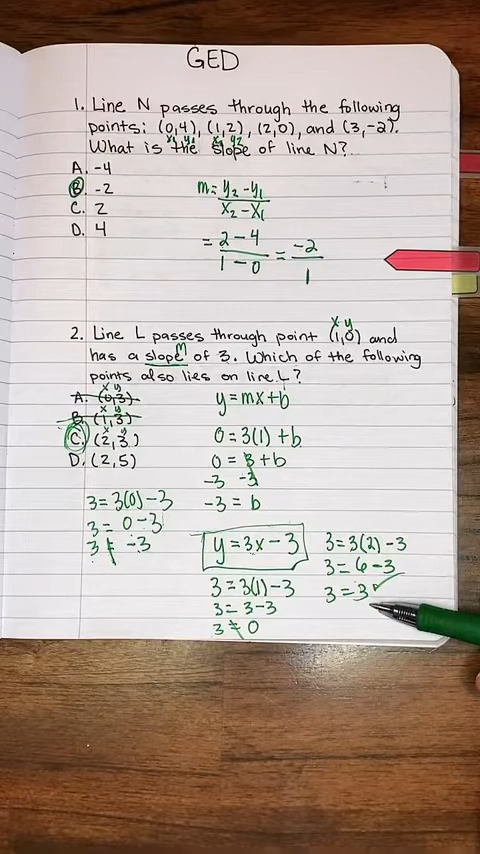 GED
1. Line N passes through the following
points: (0,4), (1,2), (2,0), and (3,-2).
x₁ y₁ x₂ y₂
What is the slope of line N?
A. -4
B. -2
C. 2
D. 4
m = y₂-y₁
x₂-x₁
= 2-4 = -2
1-0 1
x y
2. Line L passes through point (1,0) and
m
has a slope of 3. Which of the following
points also lies on line L?
x y
A. (0,3)
x y
B. (1,3)
x y
C. (2,3)
D. (2,5)
y = mx+b
0 = 3(1) + b
0 = 3 + b
-3 -3
-3 = b
y = 3x - 3
3 = 3(0) - 3
3 = 0 - 3
3 ≠ -3
3 = 3(1) - 3
3 = 3 - 3
3 ≠ 0
3 = 3(2) - 3
3 = 6 - 3
3 = 3 ✓